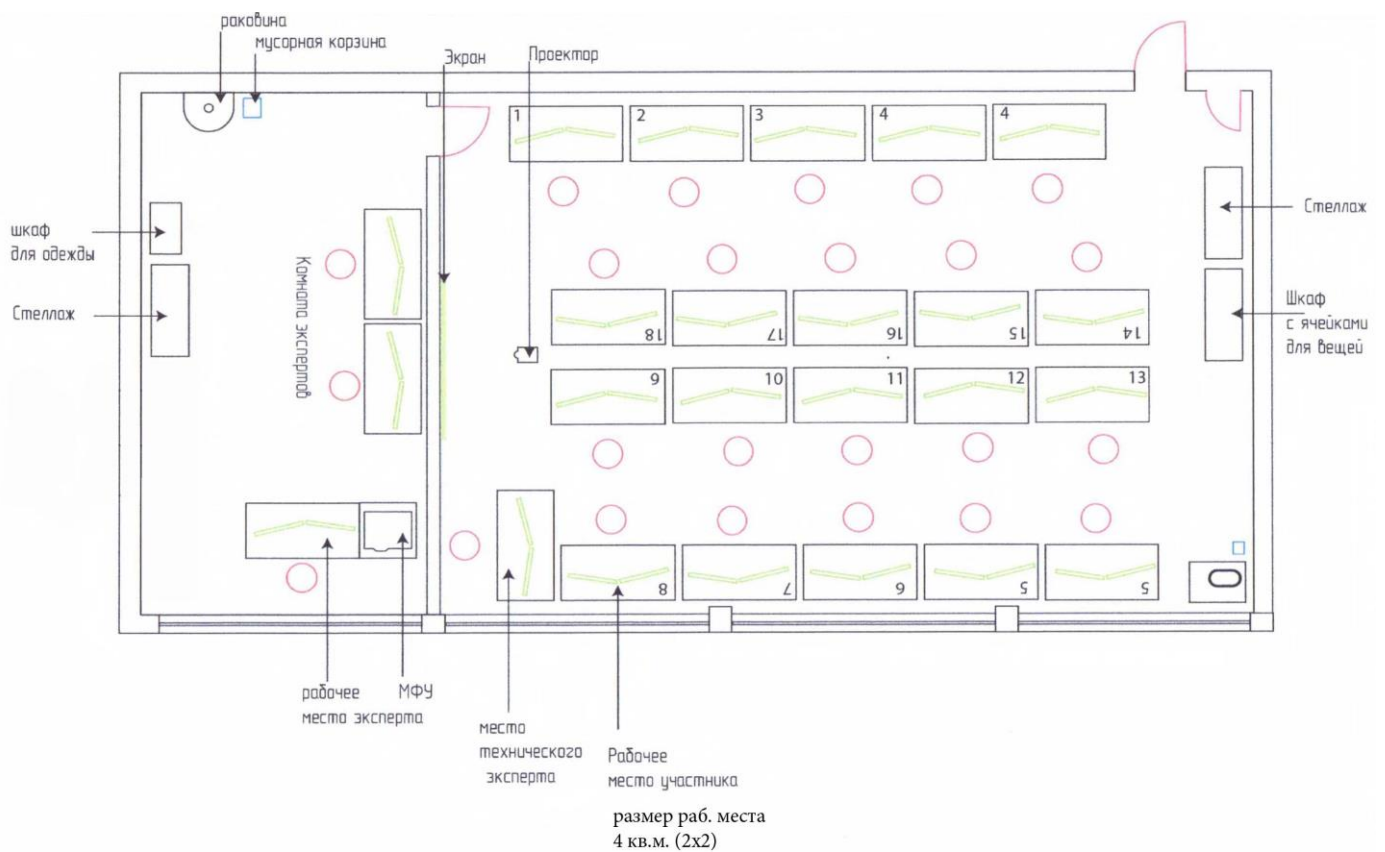 раковина
мусорная корзина
Экран
Проектор
1
2
3
4
4
шкаф
для одежды
Стеллаж
Комната экспертов
Стеллаж
Шкаф
с ячейками
для вещей
18
17
16
15
14
9
10
11
12
13
8
7
6
5
5
рабочее
места эксперта
МФУ
место
технического
эксперта
Рабочее
место участника
размер раб. места
4 кв.м. (2х2)